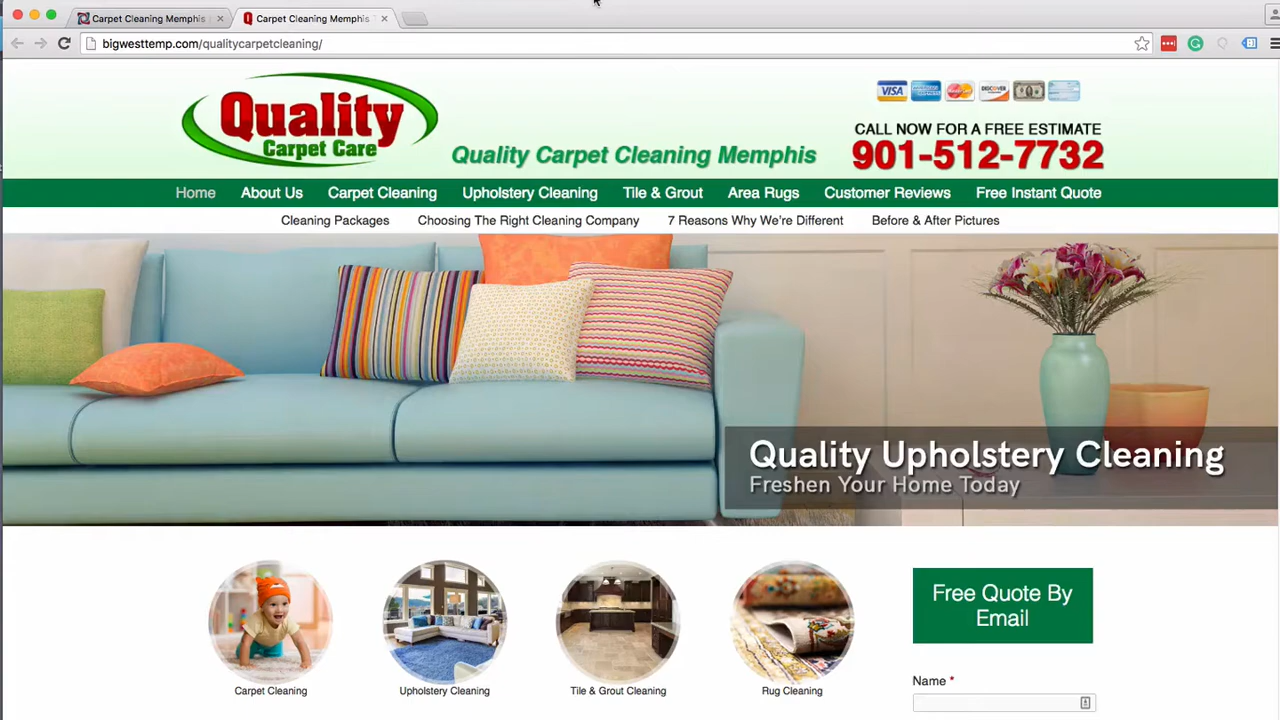 Carpet Cleaning Memphis
Carpet Cleaning Memphis
bigwesttemp.com/qualitycarpetcleaning/
Quality
Carpet Care
Quality Carpet Cleaning Memphis
VISA
DISCOVER
CALL NOW FOR A FREE ESTIMATE
901-512-7732
Home About Us Carpet Cleaning Upholstery Cleaning Tile & Grout Area Rugs Customer Reviews Free Instant Quote
Cleaning Packages Choosing The Right Cleaning Company 7 Reasons Why We're Different Before & After Pictures
Quality Upholstery Cleaning
Freshen Your Home Today
Carpet Cleaning
Upholstery Cleaning
Tile & Grout Cleaning
Rug Cleaning
Free Quote By
Email
Name *